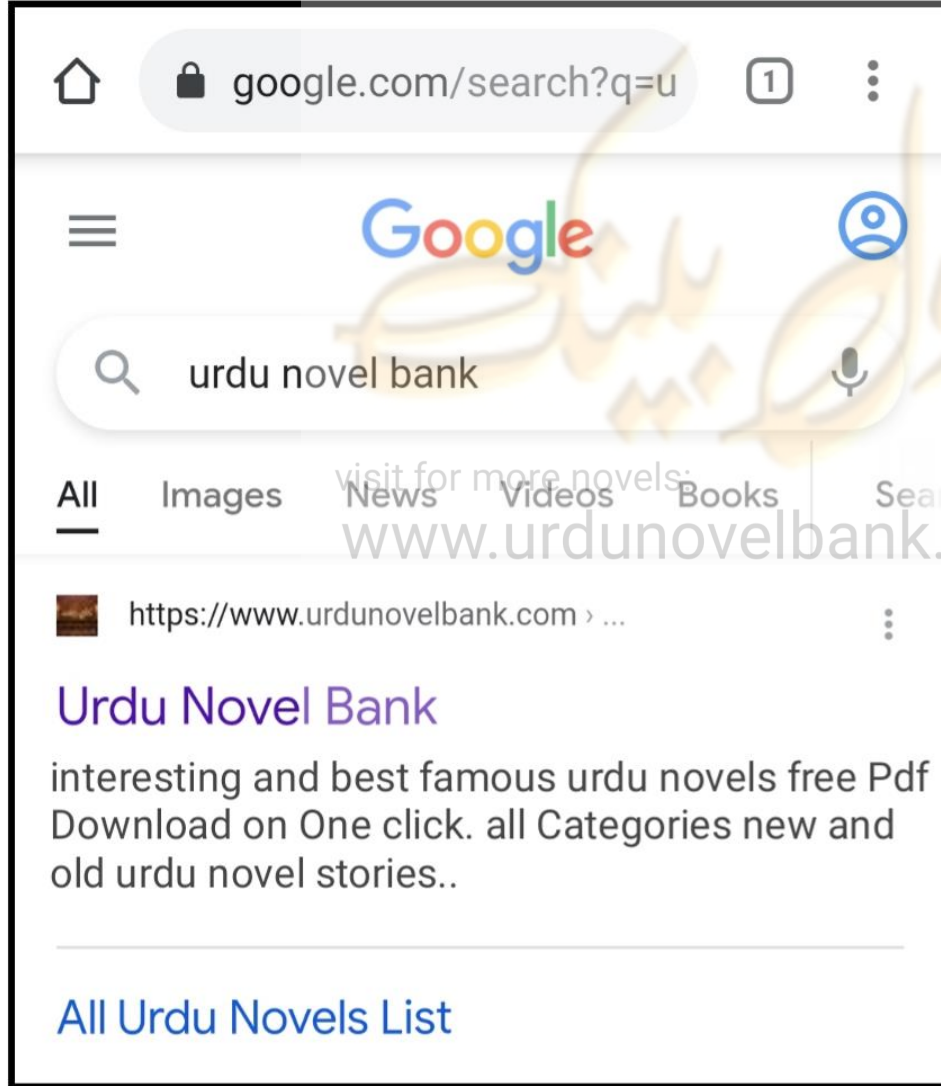 google.com/search?q=u
1
Google
urdu novel bank
visit for more novels:
All Images News Videos Books Sea
www.urdunovelbank.
https://www.urdunovelbank.com › ...
Urdu Novel Bank
interesting and best famous urdu novels free Pdf
Download on One click. all Categories new and
old urdu novel stories..
All Urdu Novels List